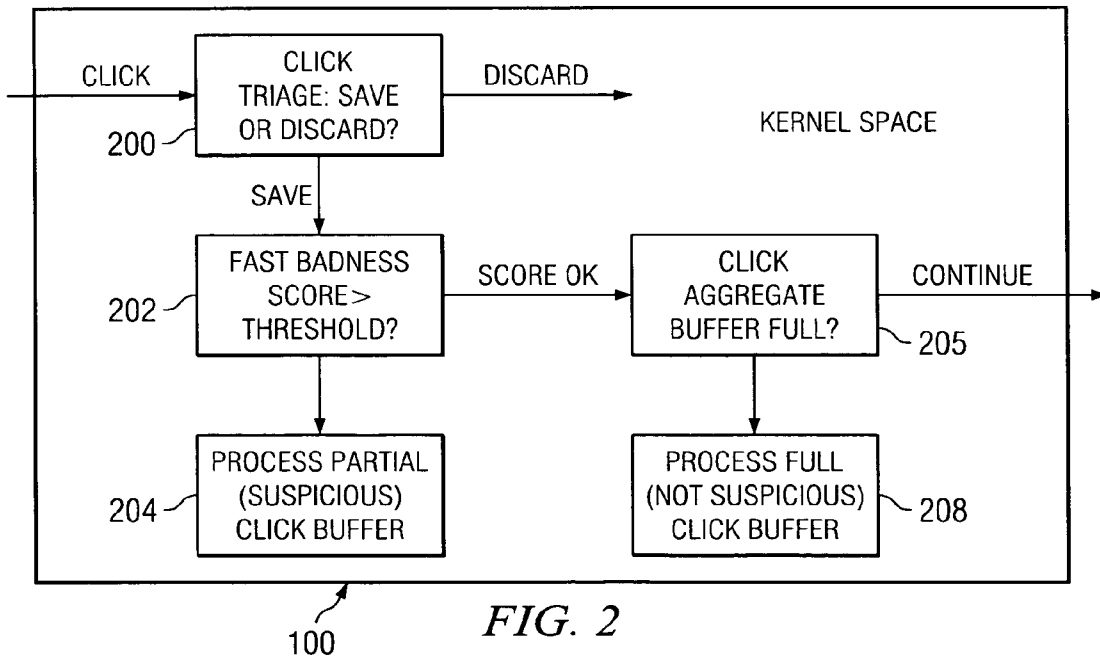 CLICK
CLICK
TRIAGE: SAVE
OR DISCARD?
DISCARD
200
KERNEL SPACE
SAVE
FAST BADNESS
SCORE>
THRESHOLD?
202
SCORE OK
CLICK
AGGREGATE
BUFFER FULL?
205
CONTINUE
PROCESS PARTIAL
(SUSPICIOUS)
CLICK BUFFER
204
PROCESS FULL
(NOT SUSPICIOUS)
CLICK BUFFER
208
100
FIG. 2